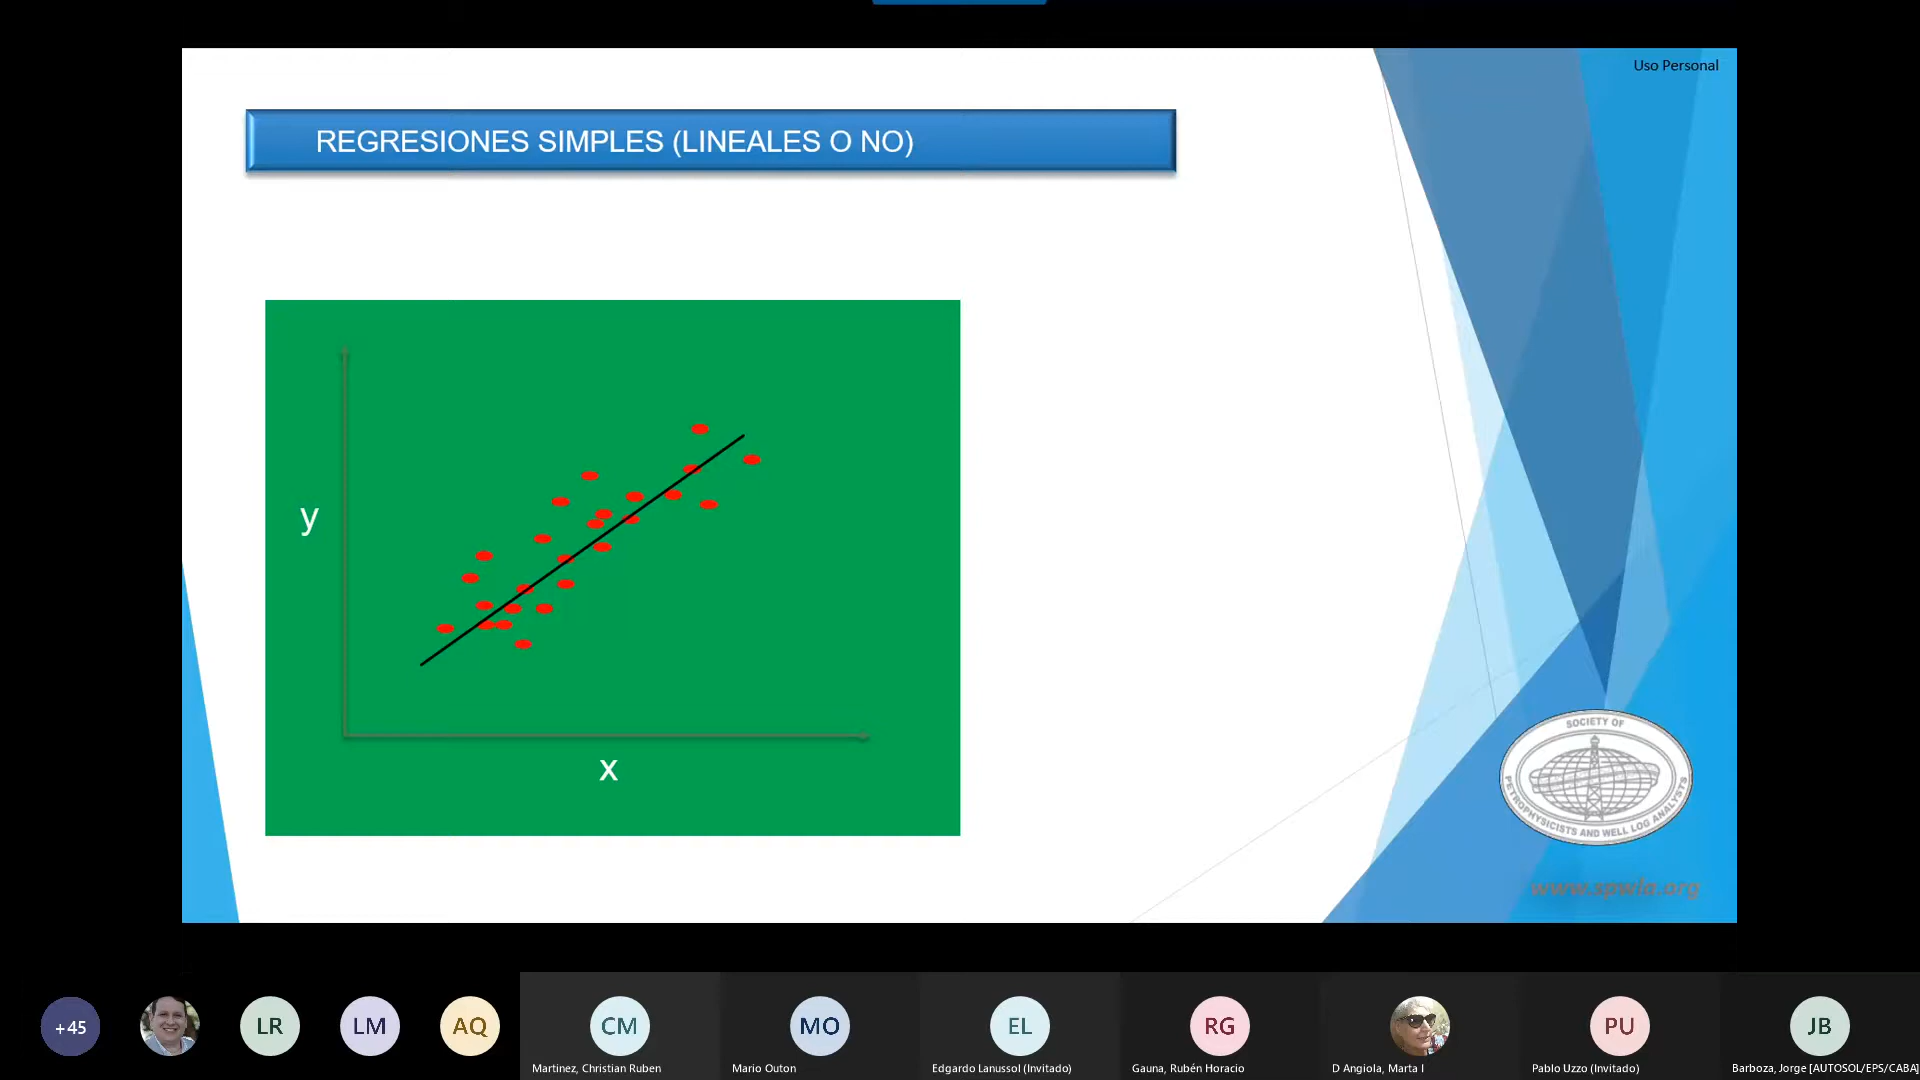 Uso Personal
REGRESIONES SIMPLES (LINEALES O NO)
y
x
SOCIETY OF
PETROPHYSICISTS AND WELL LOG ANALYSTS
www.spwla.org
+45
LR
LM
AQ
CM
MO
EL
RG
PU
JB
Martinez, Christian Ruben
Mario Outon
Edgardo Lanussol (Invitado)
Gauna, Rubén Horacio
D Angiola, Marta I
Pablo Uzzo (Invitado)
Barboza, Jorge [AUTOSOL/EPS/CABA]